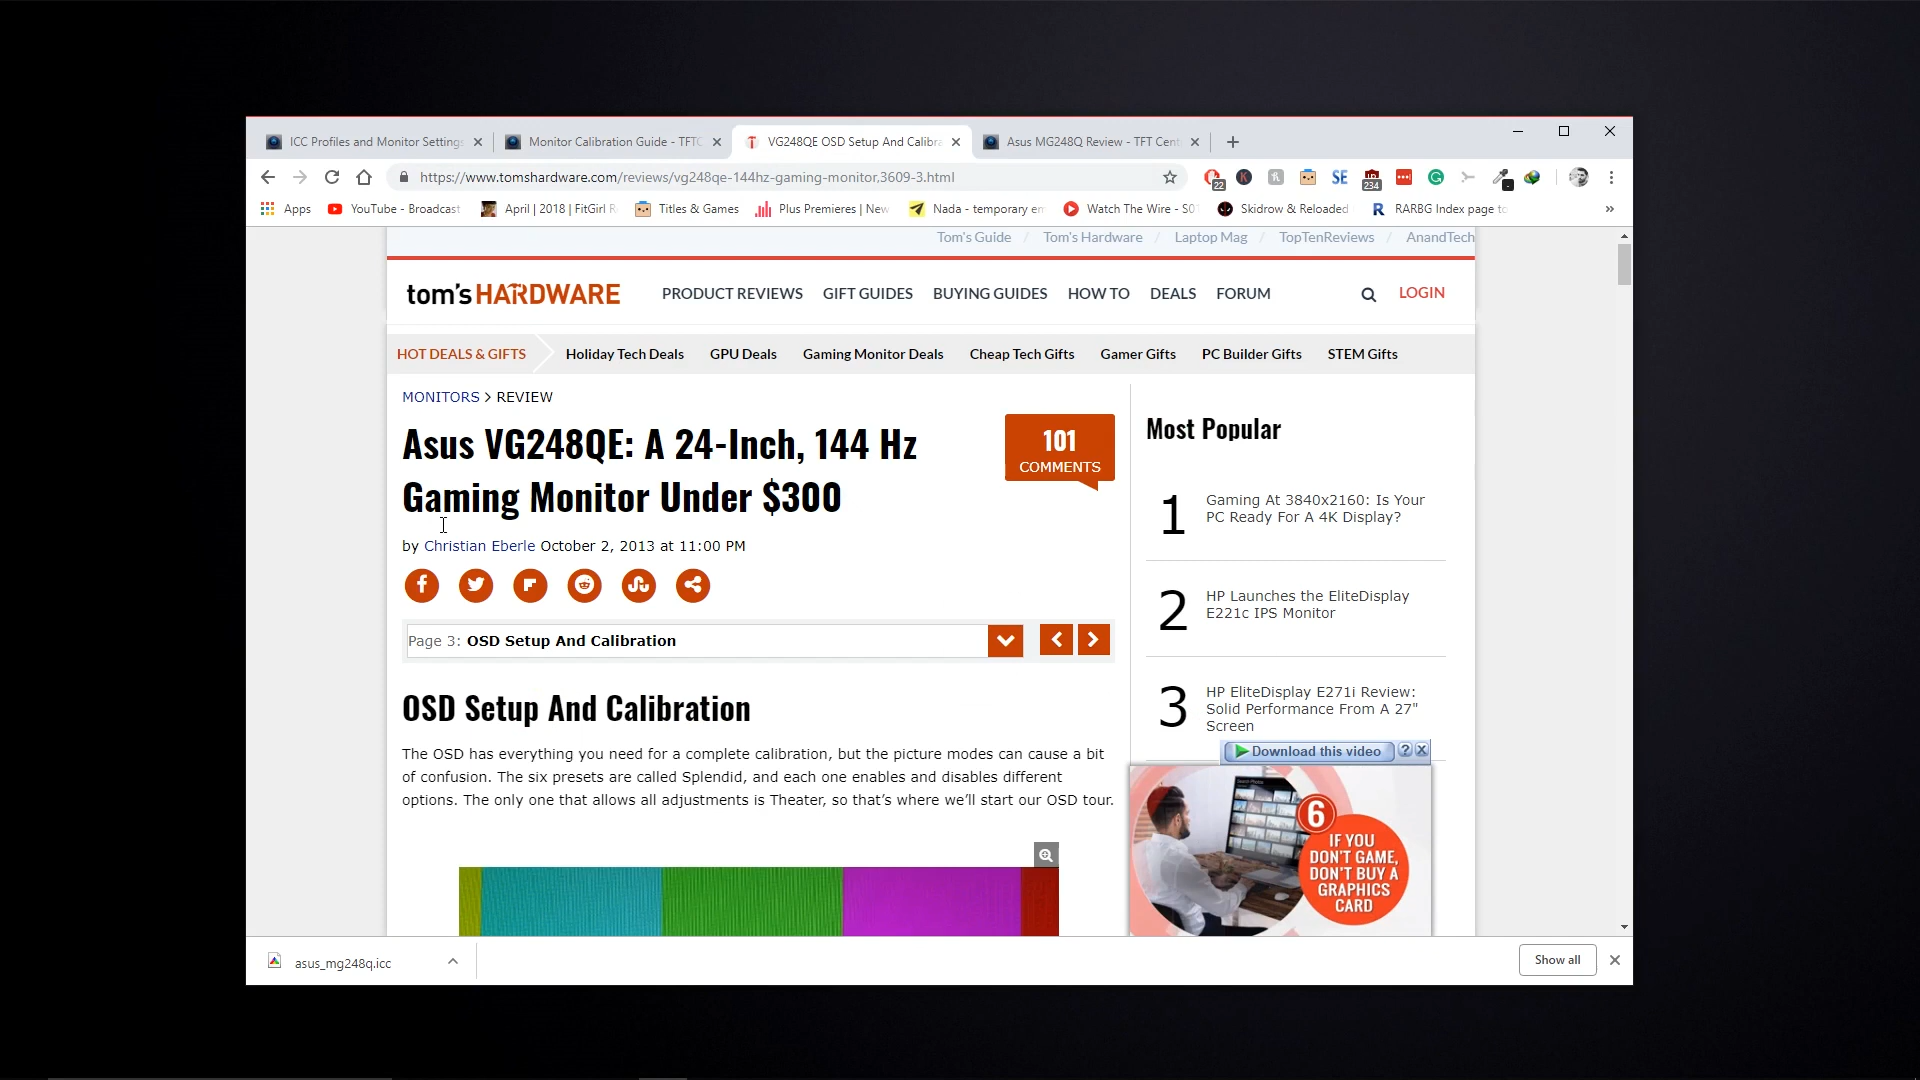 ICC Profiles and Monitor Settings
Monitor Calibration Guide - TFTC
VG248QE OSD Setup And Calibra
Asus MG248Q Review - TFT Cent
https://www.tomshardware.com/reviews/vg248qe-144hz-gaming-monitor,3609-3.html
22
K
SE
234
Apps
YouTube - Broadcast
April | 2018 | FitGirl R
Titles & Games
Plus Premieres | New
Nada - temporary em
Watch The Wire - S01
Skidrow & Reloaded
RARBG Index page to
»
Tom's Guide / Tom's Hardware / Laptop Mag / TopTenReviews / AnandTech
tom's HARDWARE
PRODUCT REVIEWS GIFT GUIDES BUYING GUIDES HOW TO DEALS FORUM
LOGIN
HOT DEALS & GIFTS
Holiday Tech Deals GPU Deals Gaming Monitor Deals Cheap Tech Gifts Gamer Gifts PC Builder Gifts STEM Gifts
MONITORS > REVIEW
Asus VG248QE: A 24-Inch, 144 Hz
Gaming Monitor Under $300
101
COMMENTS
by Christian Eberle October 2, 2013 at 11:00 PM
Page 3: OSD Setup And Calibration
OSD Setup And Calibration
The OSD has everything you need for a complete calibration, but the picture modes can cause a bit
of confusion. The six presets are called Splendid, and each one enables and disables different
options. The only one that allows all adjustments is Theater, so that's where we'll start our OSD tour.
Most Popular
1
Gaming At 3840x2160: Is Your
PC Ready For A 4K Display?
2
HP Launches the EliteDisplay
E221c IPS Monitor
3
HP EliteDisplay E271i Review:
Solid Performance From A 27"
Screen
Download this video
?
6
IF YOU
DON'T GAME,
DON'T BUY A
GRAPHICS
CARD
asus_mg248q.icc
Show all